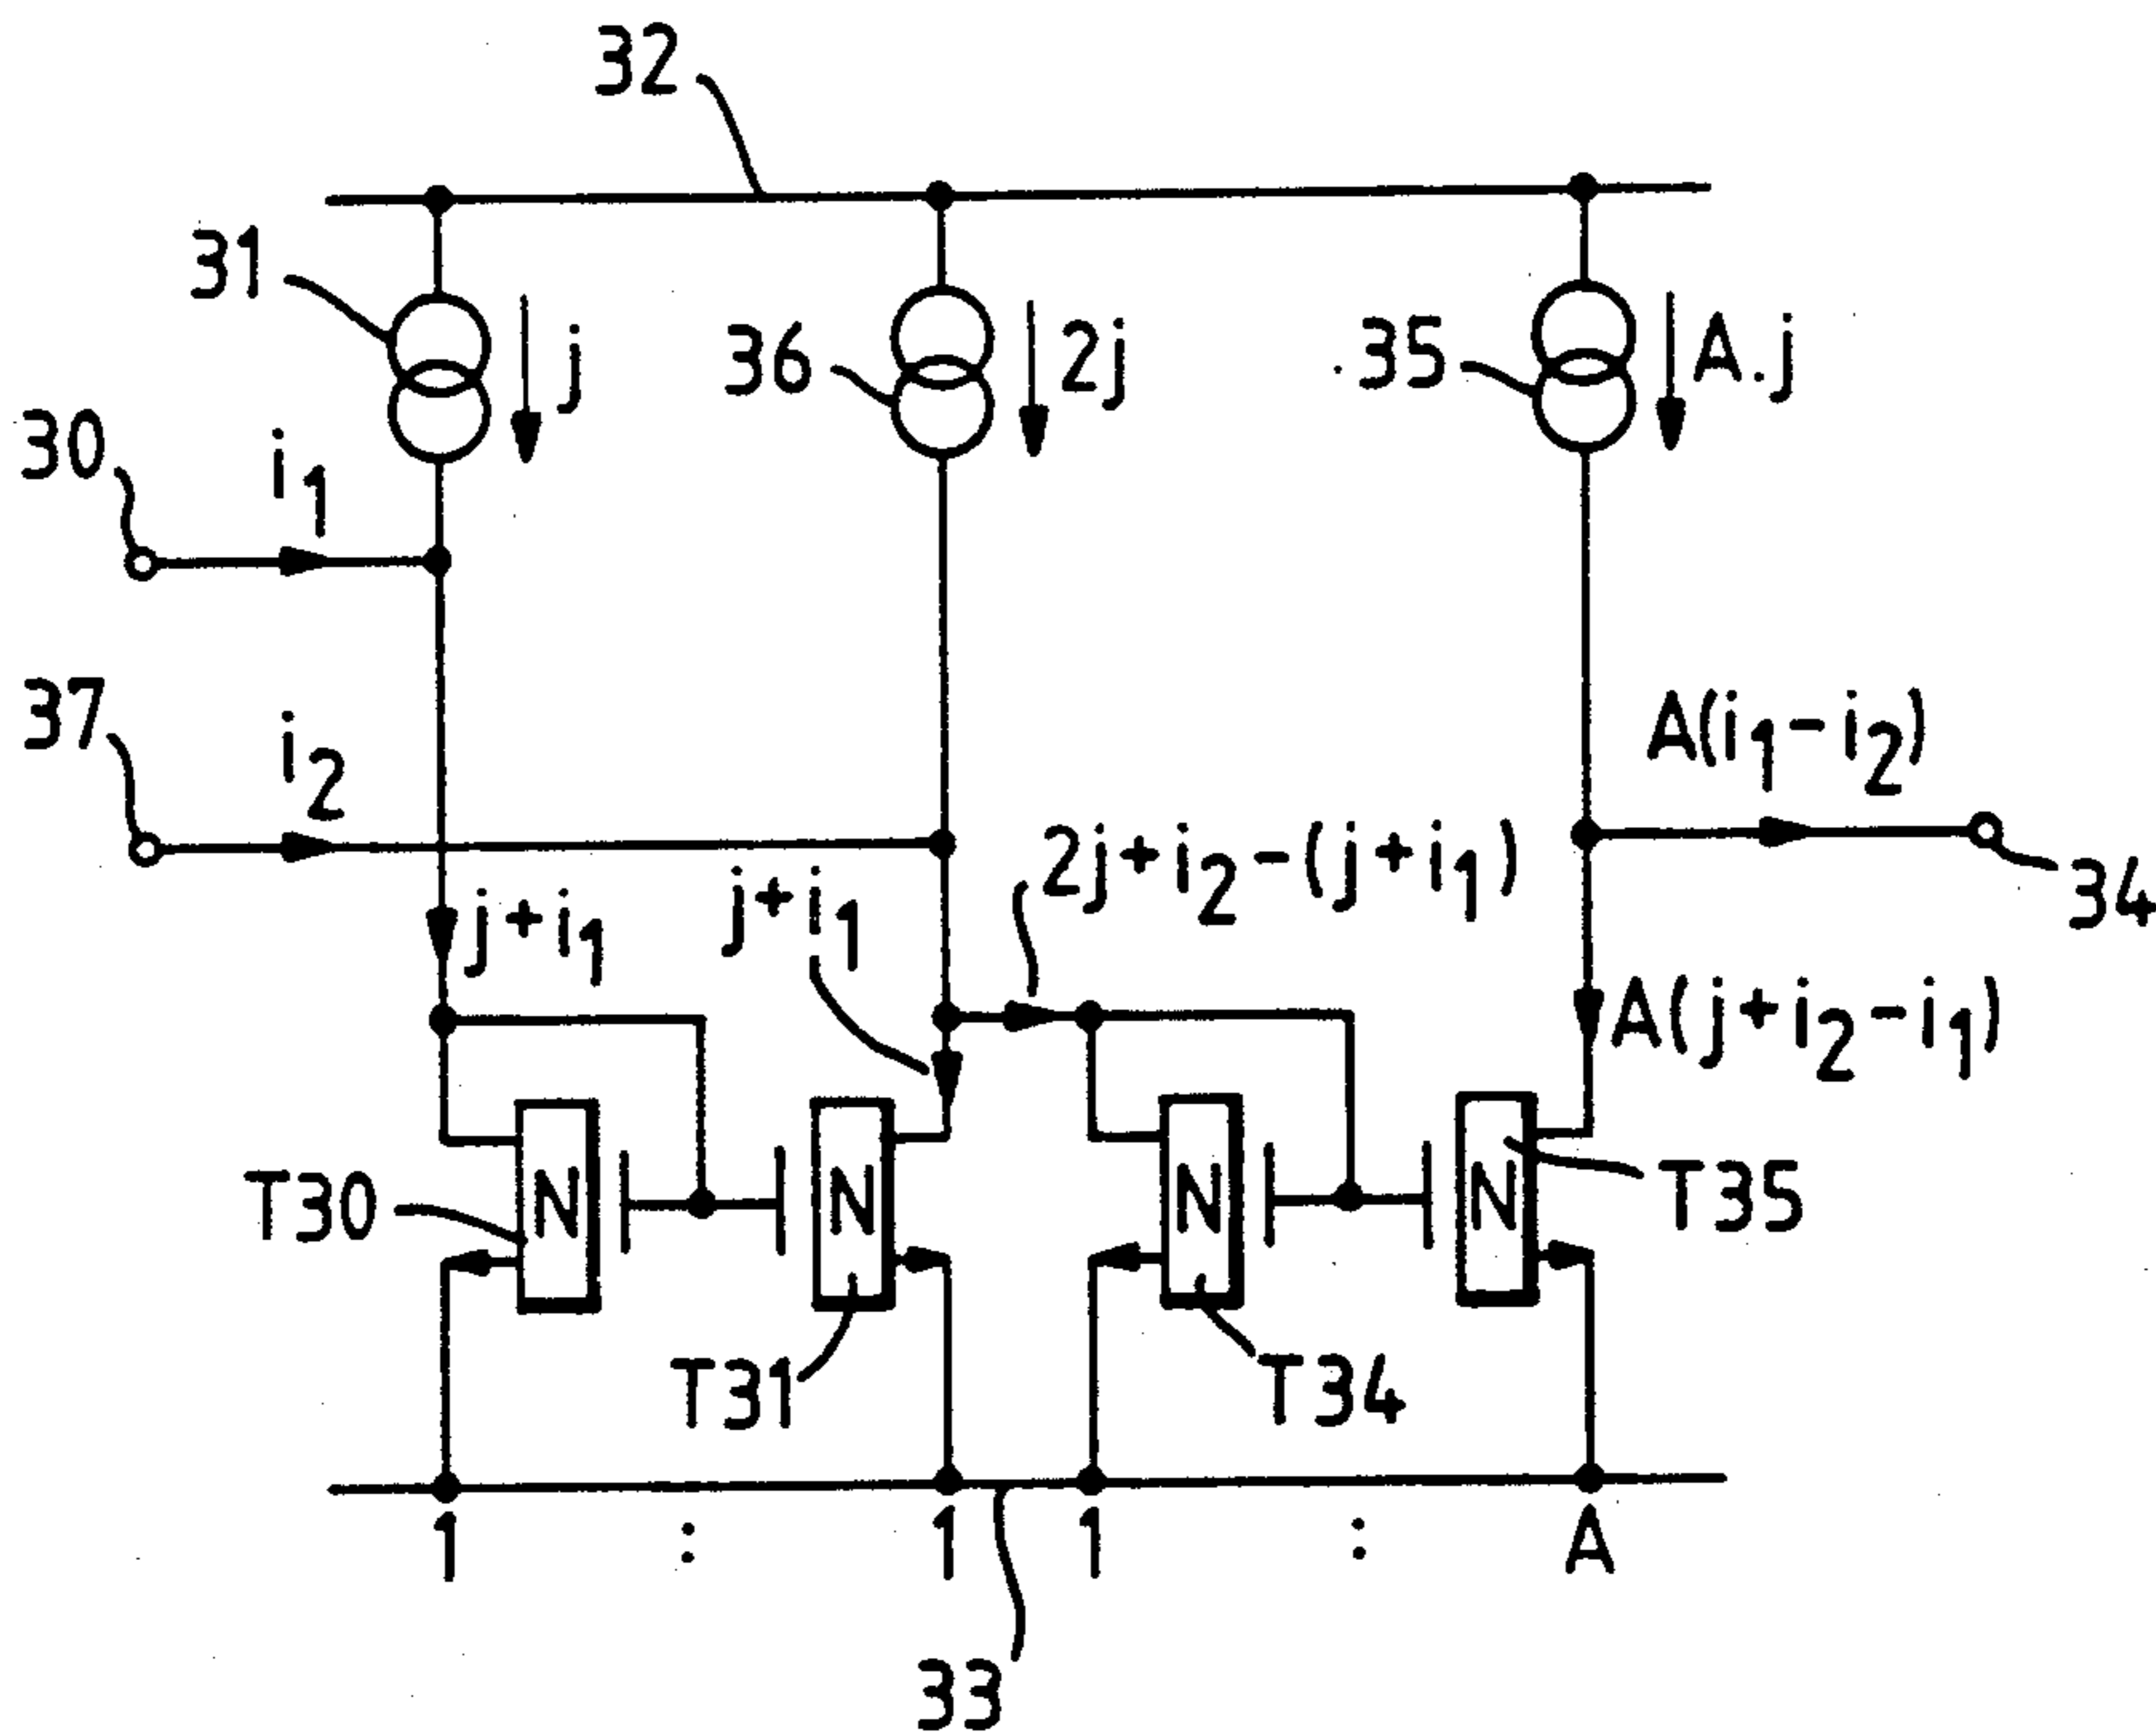 32
31
j
36
2j
35
A.j
30
i1
37
i2
A(i1-i2)
34
j+i1
j+i1
2j+i2-(j+i1)
A(j+i2-i1)
N
N
N
N
T30
T31
T34
T35
1 : 1 1 : A
33